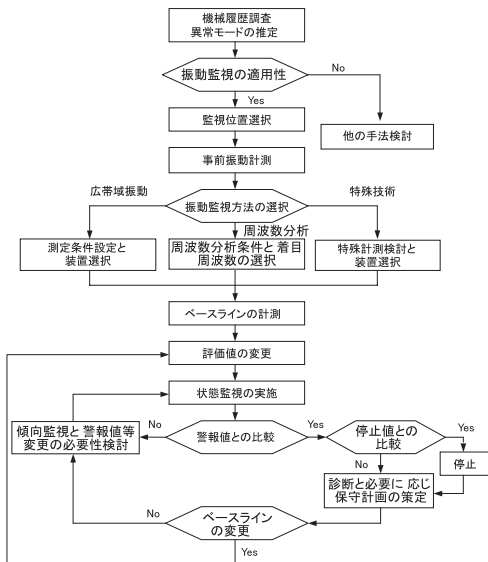 機械履歴調査
異常モードの推定
振動監視の適用性
No
Yes
監視位置選択
他の手法検討
事前振動計測
広帯域振動
特殊技術
振動監視方法の選択
周波数分析
測定条件設定と
装置選択
周波数分析条件と着目
周波数の選択
特殊計測検討と
装置選択
ベースラインの計測
評価値の変更
状態監視の実施
傾向監視と警報値等
変更の必要性検討
No
警報値との比較
Yes
停止値との
比較
Yes
停止
No
診断と必要に応じ
保守計画の策定
No
ベースライン
の変更
Yes